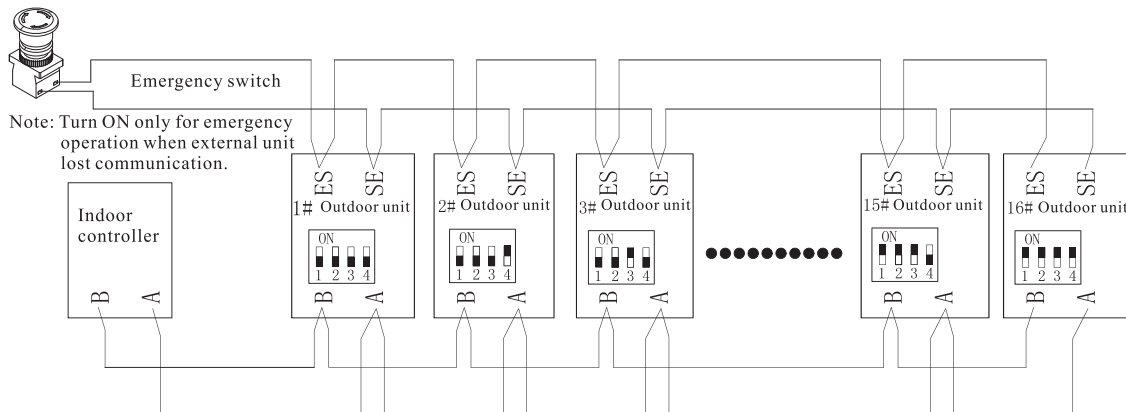 Emergency switch
Note: Turn ON only for emergency
operation when external unit
lost communication.
Indoor
controller
B A
ES SE
1# Outdoor unit
ON
1 2 3 4
B A
ES SE
2# Outdoor unit
ON
1 2 3 4
B A
ES SE
3# Outdoor unit
ON
1 2 3 4
B A
ES SE
15# Outdoor unit
ON
1 2 3 4
B A
ES SE
16# Outdoor unit
ON
1 2 3 4
B A